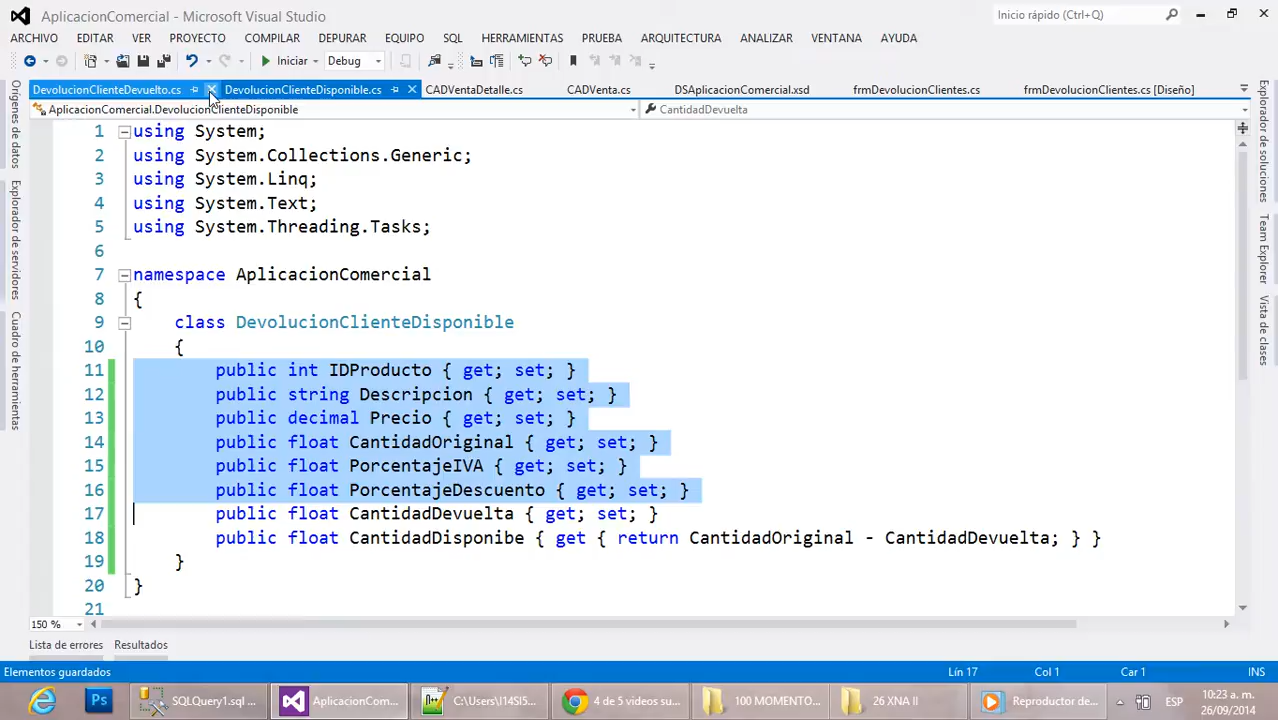 AplicacionComercial - Microsoft Visual Studio
Inicio rápido (Ctrl+Q)
ARCHIVO EDITAR VER PROYECTO COMPILAR DEPURAR EQUIPO SQL HERRAMIENTAS PRUEBA ARQUITECTURA ANALIZAR VENTANA AYUDA
Iniciar Debug
DevolucionClienteDevuelto.cs DevolucionClienteDisponible.cs CADVentaDetalle.cs CADVenta.cs DSAplicacionComercial.xsd frmDevolucionClientes.cs frmDevolucionClientes.cs [Diseño]
AplicacionComercial.DevolucionClienteDisponible CantidadDevuelta
Orígenes de datos
Explorador de servidores
Cuadro de herramientas
1 using System;
2 using System.Collections.Generic;
3 using System.Linq;
4 using System.Text;
5 using System.Threading.Tasks;
6
7 namespace AplicacionComercial
8 {
9 class DevolucionClienteDisponible
10 {
11 public int IDProducto { get; set; }
12 public string Descripcion { get; set; }
13 public decimal Precio { get; set; }
14 public float CantidadOriginal { get; set; }
15 public float PorcentajeIVA { get; set; }
16 public float PorcentajeDescuento { get; set; }
17 public float CantidadDevuelta { get; set; }
18 public float CantidadDisponibe { get { return CantidadOriginal - CantidadDevuelta; } }
19 }
20 }
21
Explorador de soluciones
Team Explorer
Vista de clases
150 %
Lista de errores Resultados
Elementos guardados Lín 17 Col 1 Car 1 INS
Ps SQLQuery1.sql ... AplicacionCom... C:\Users\I14SI5... 4 de 5 videos su... 100 MOMENTO... 26 XNA II Reproductor de... ESP 10:23 a. m.
26/09/2014